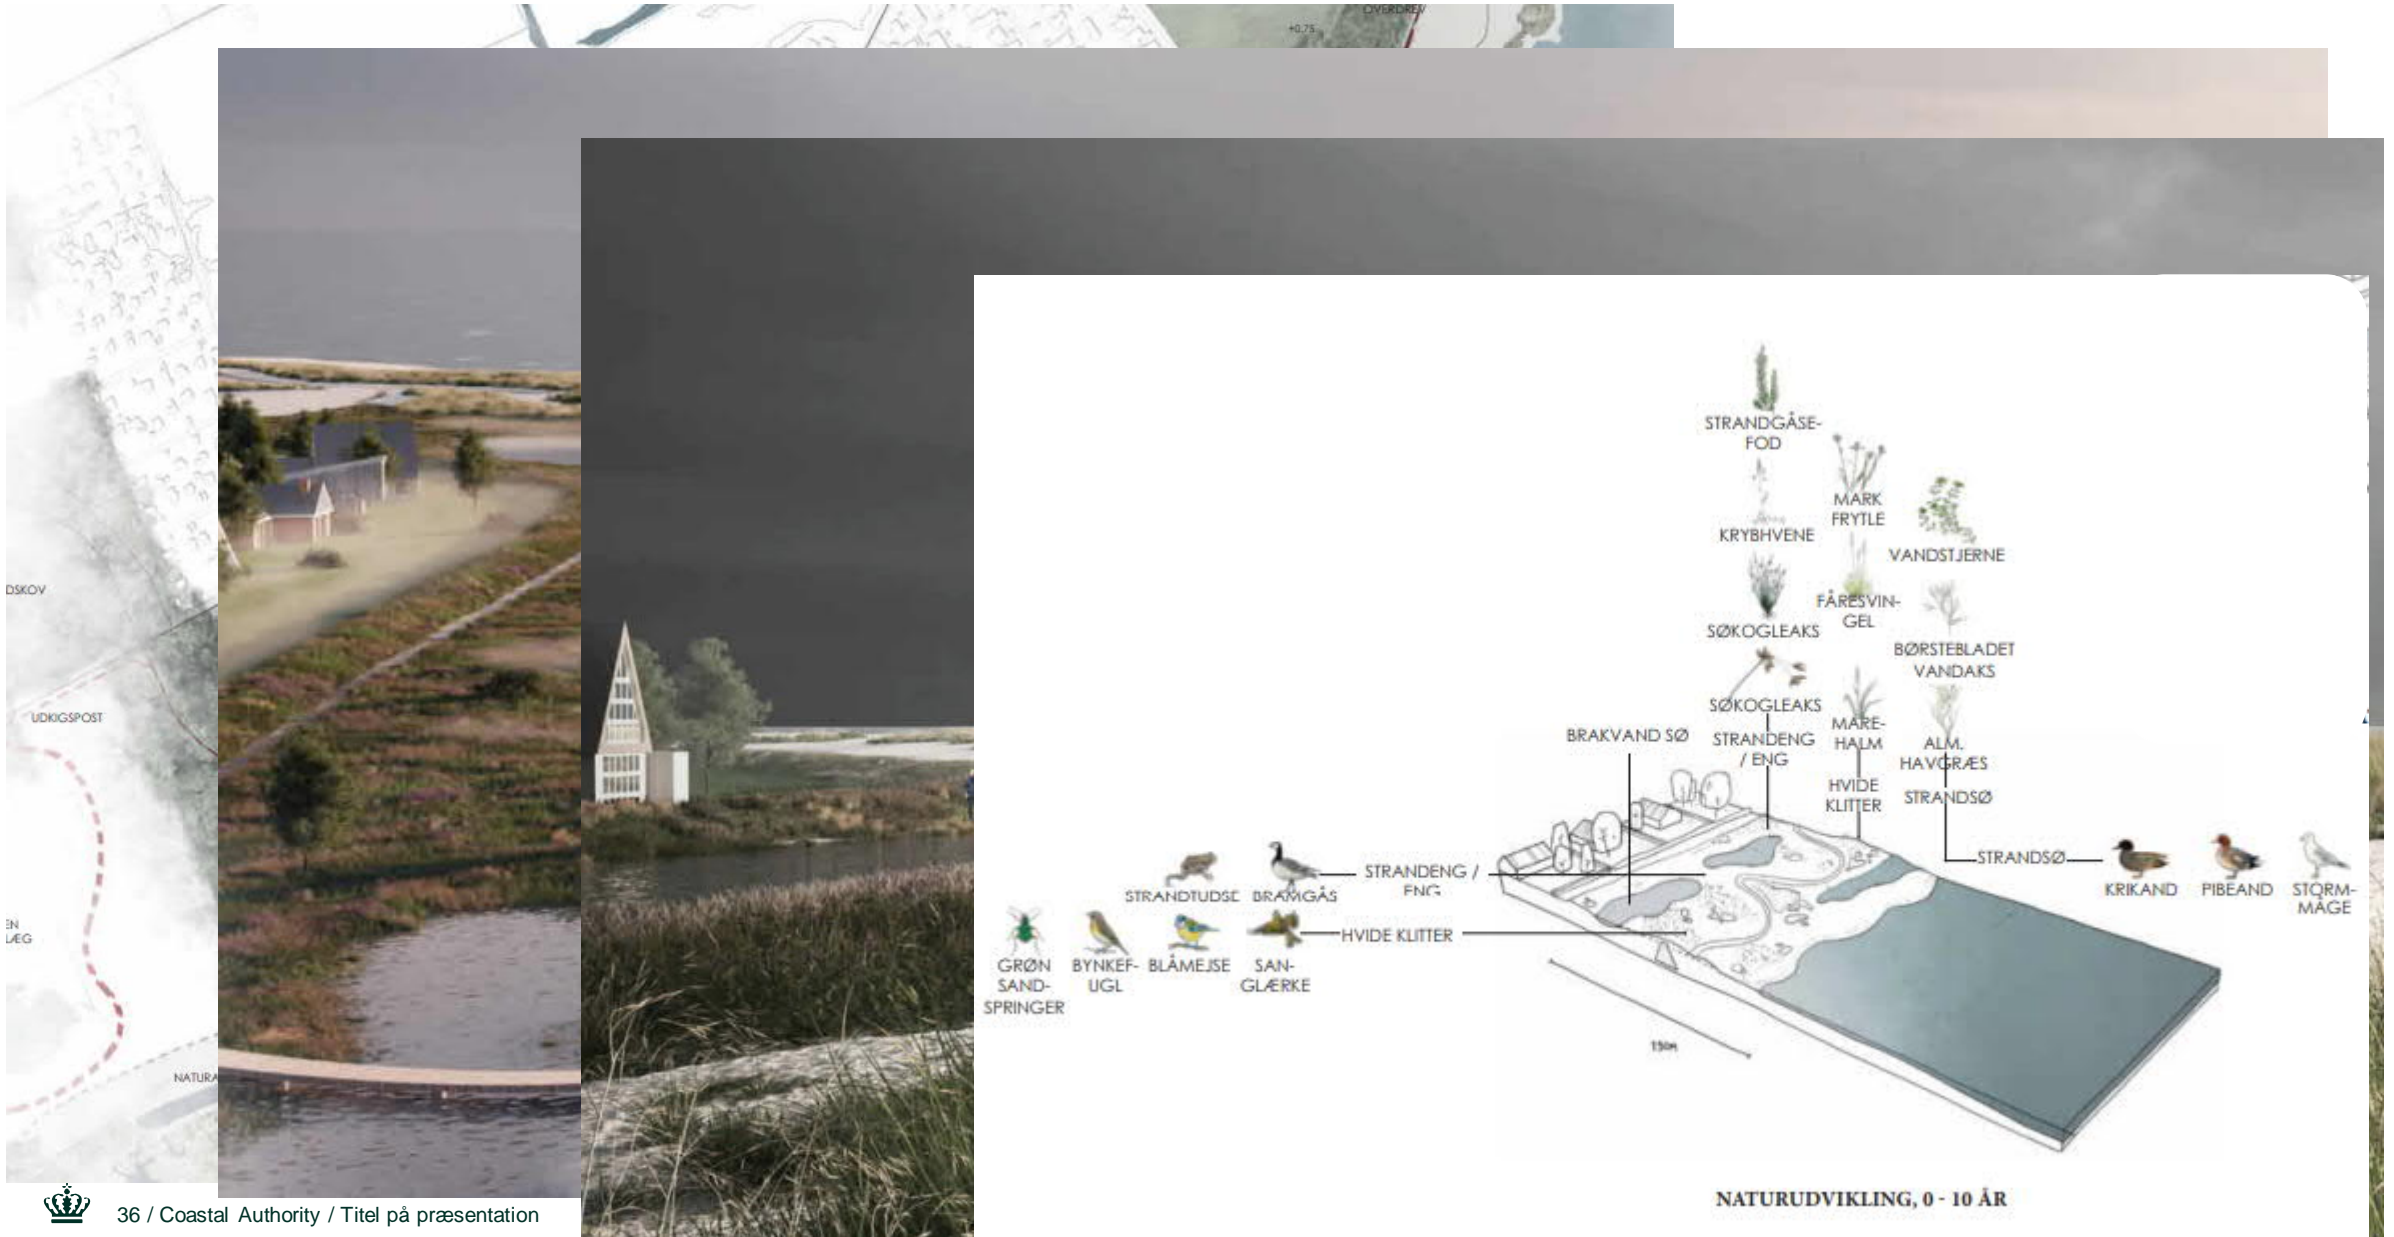 OVERDREV
+0.75
DSKOV
UDKIGSPOST
EN
LÆG
NATURA
STRANDGÅSE-
FOD
KRYBHVENE
SØKOGLEAKS
SØKOGLEAKS
STRANDENG
/ ENG
MARK
FRYTLE
FÅRESVIN-
GEL
MARE-
HALM
HVIDE
KLITTER
VANDSTJERNE
BØRSTEBLADET
VANDAKS
ALM.
HAVGRÆS
STRANDSØ
BRAKVAND SØ
STRANDTUDSE
BRAMGÅS
STRANDENG /
ENG
STRANDSØ
KRIKAND
PIBEAND
STORM-
MÅGE
HVIDE KLITTER
GRØN
SAND-
SPRINGER
BYNKEF-
UGL
BLÅMEJSE
SAN-
GLÆRKE
150m
NATURUDVIKLING, 0 - 10 ÅR
36 / Coastal Authority / Titel på præsentation